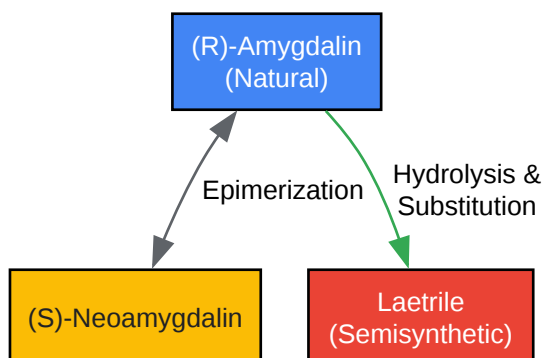 (R)-Amygdalin
(Natural)
Epimerization
Hydrolysis &
Substitution
(S)-Neoamygdalin
Laetrile
(Semisynthetic)